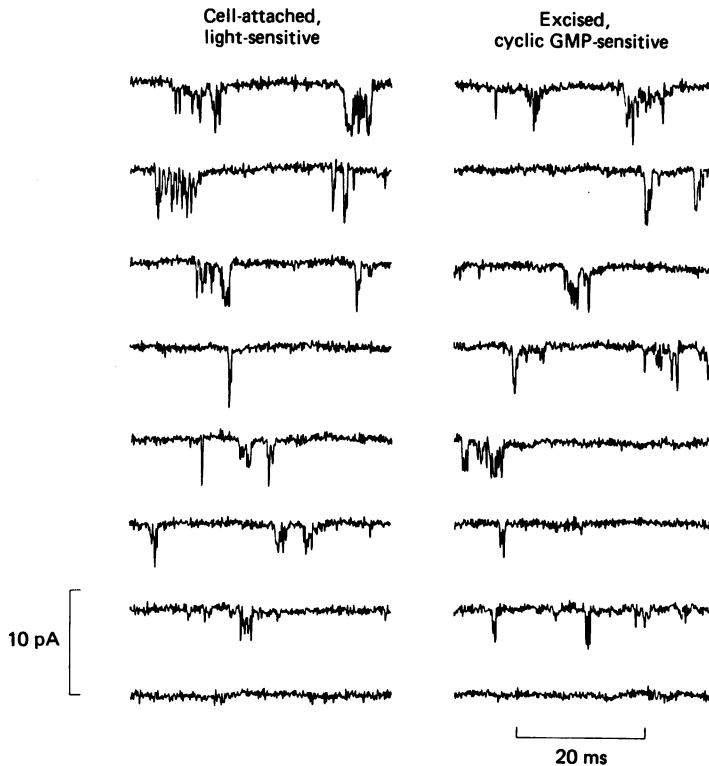 Cell-attached,
light-sensitive
Excised,
cyclic GMP-sensitive
10 pA
20 ms